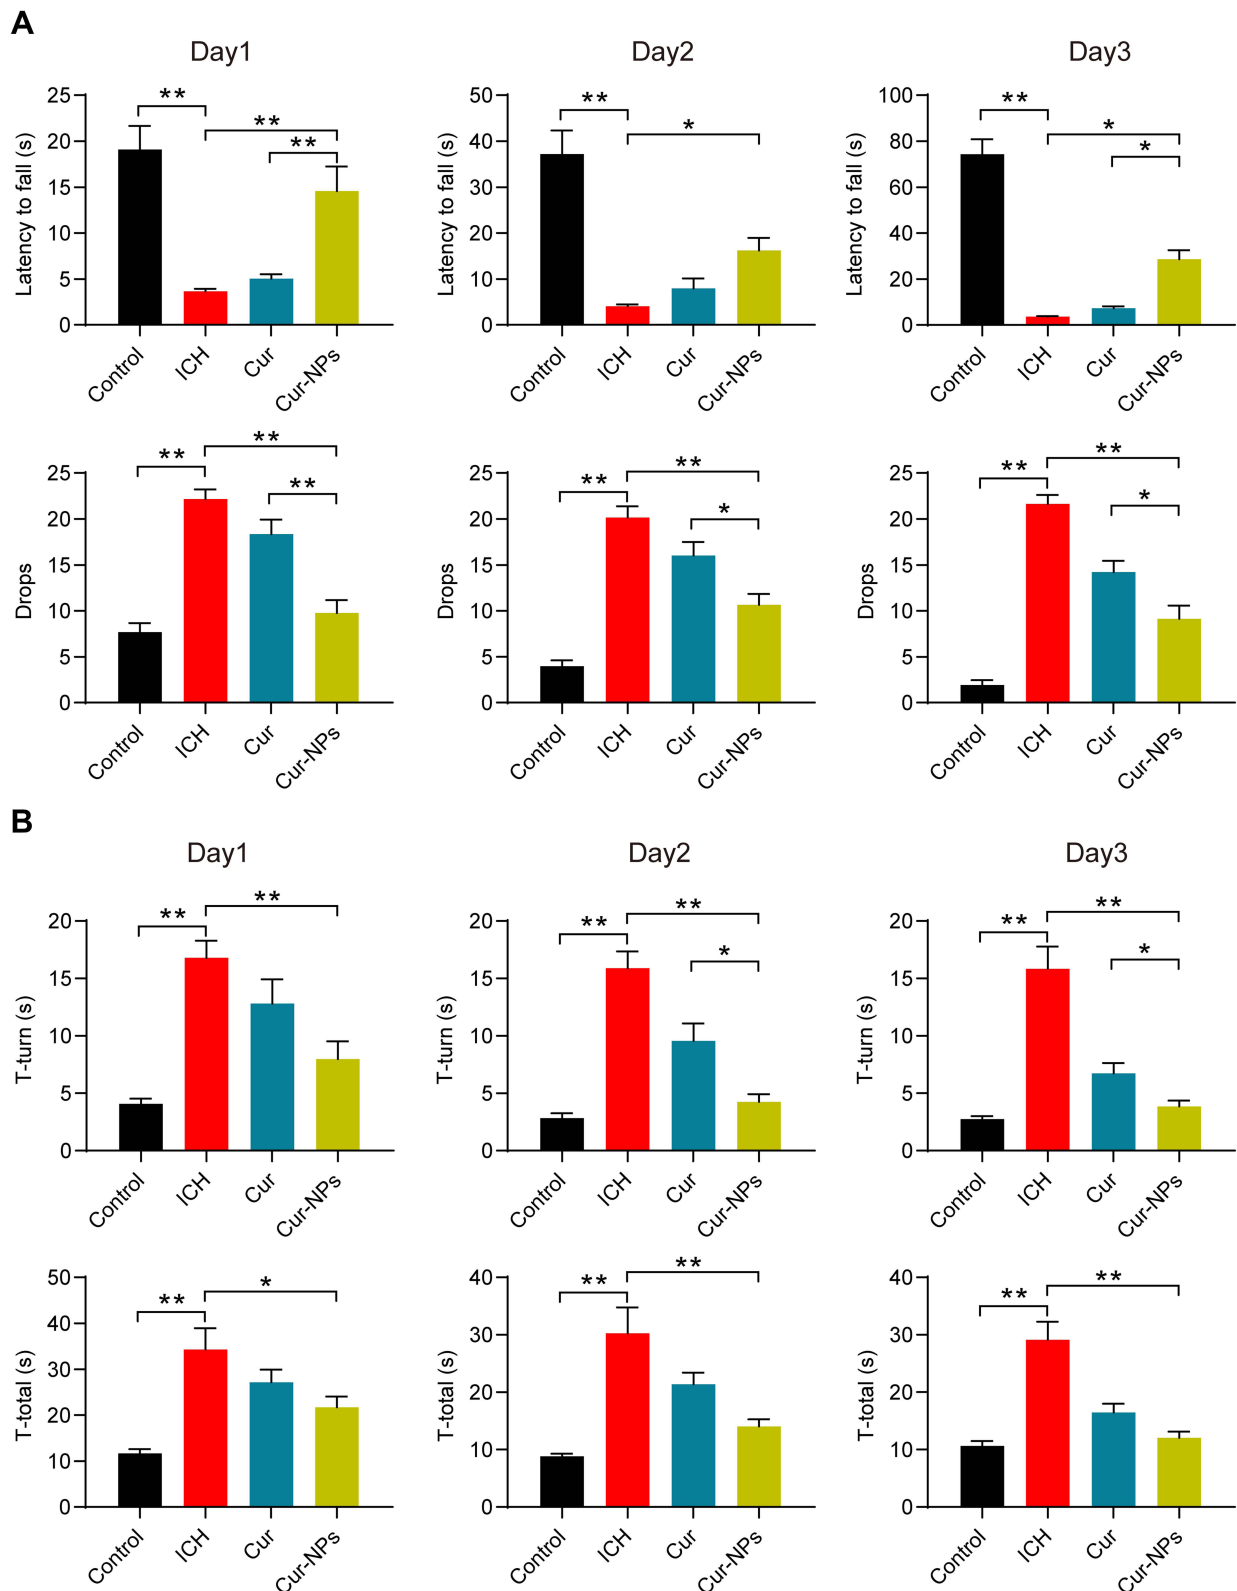 A
Day1
Day2
Day3
Latency to fall (s)
25
20
15
10
5
0
**
**
**
Control
ICH
Cur
Cur-NPs
Latency to fall (s)
50
40
30
20
10
0
**
*
Control
ICH
Cur
Cur-NPs
Latency to fall (s)
100
80
60
40
20
0
**
*
*
Control
ICH
Cur
Cur-NPs
Drops
25
20
15
10
5
0
**
**
**
Control
ICH
Cur
Cur-NPs
Drops
25
20
15
10
5
0
**
**
*
Control
ICH
Cur
Cur-NPs
Drops
25
20
15
10
5
0
**
**
*
Control
ICH
Cur
Cur-NPs
B
Day1
Day2
Day3
T-turn (s)
20
15
10
5
0
**
**
Control
ICH
Cur
Cur-NPs
T-turn (s)
20
15
10
5
0
**
**
*
Control
ICH
Cur
Cur-NPs
T-turn (s)
20
15
10
5
0
**
**
*
Control
ICH
Cur
Cur-NPs
T-total (s)
50
40
30
20
10
0
**
*
Control
ICH
Cur
Cur-NPs
T-total (s)
40
30
20
10
0
**
**
Control
ICH
Cur
Cur-NPs
T-total (s)
40
30
20
10
0
**
**
Control
ICH
Cur
Cur-NPs